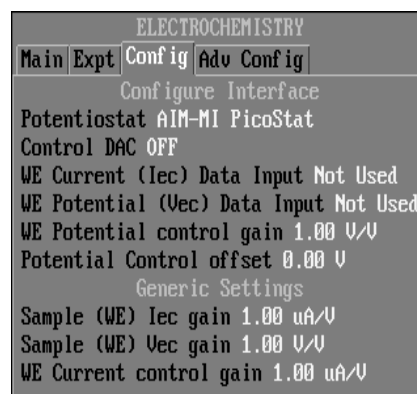 ELECTROCHEMISTRY
Main Expt Config Adv Config
Configure Interface
Potentiostat AIM-MI PicoStat
Control DAC OFF
WE Current (Iec) Data Input Not Used
WE Potential (Vec) Data Input Not Used
WE Potential control gain 1.00 V/V
Potential Control offset 0.00 V
Generic Settings
Sample (WE) Iec gain 1.00 uA/V
Sample (WE) Vec gain 1.00 V/V
WE Current control gain 1.00 uA/V